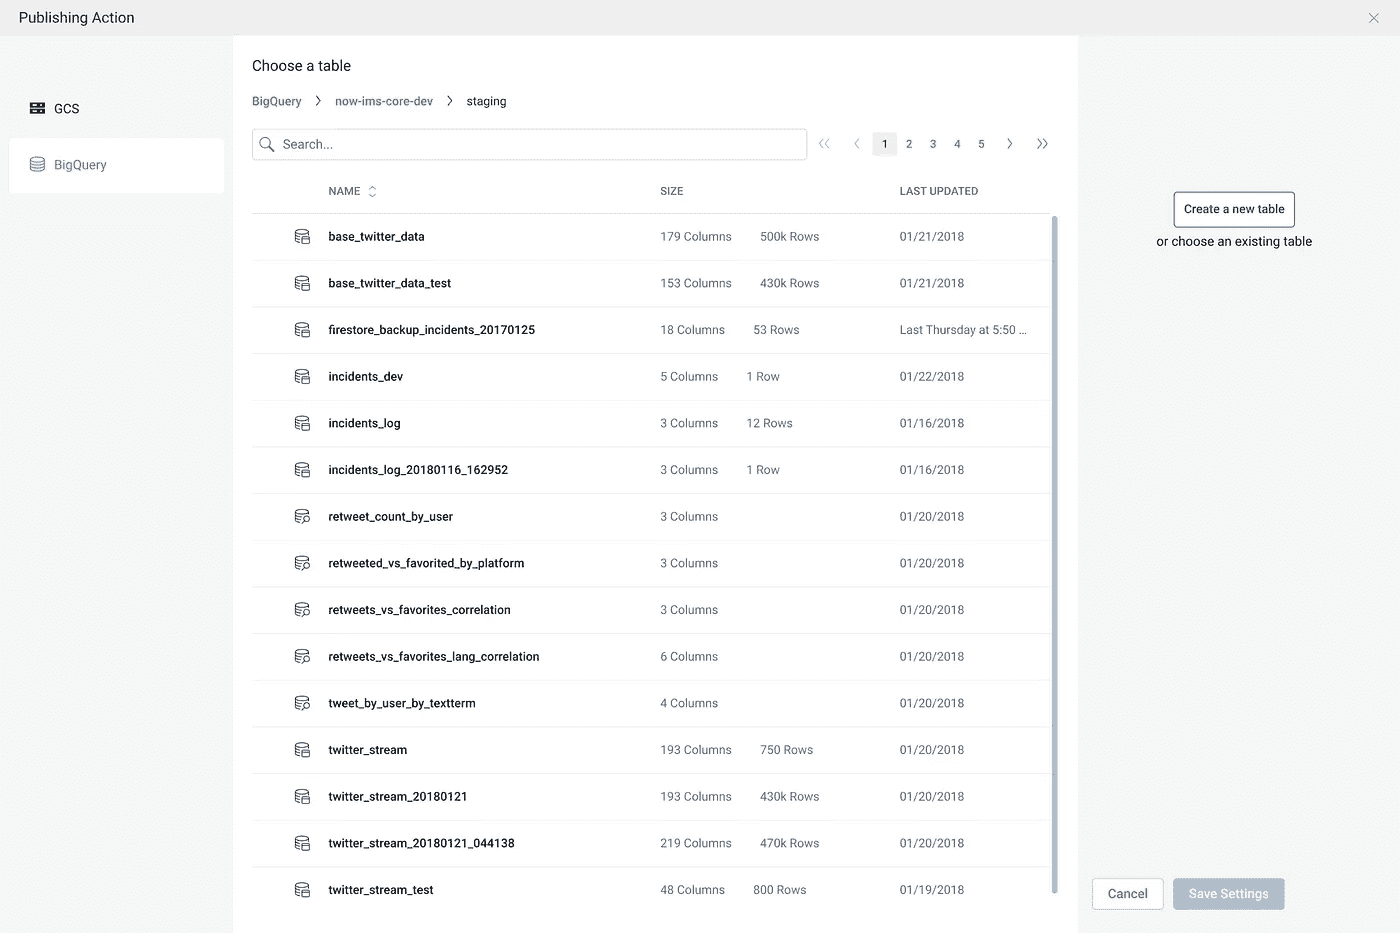 Publishing Action
GCS
BigQuery
Choose a table
BigQuery > now-ims-core-dev > staging
Search...
1 2 3 4 5
NAME SIZE LAST UPDATED
base_twitter_data 179 Columns 500k Rows 01/21/2018
base_twitter_data_test 153 Columns 430k Rows 01/21/2018
firestore_backup_incidents_20170125 18 Columns 53 Rows Last Thursday at 5:50 ...
incidents_dev 5 Columns 1 Row 01/22/2018
incidents_log 3 Columns 12 Rows 01/16/2018
incidents_log_20180116_162952 3 Columns 1 Row 01/16/2018
retweet_count_by_user 3 Columns 01/20/2018
retweeted_vs_favorited_by_platform 3 Columns 01/20/2018
retweets_vs_favorites_correlation 3 Columns 01/20/2018
retweets_vs_favorites_lang_correlation 6 Columns 01/20/2018
tweet_by_user_by_textterm 4 Columns 01/20/2018
twitter_stream 193 Columns 750 Rows 01/20/2018
twitter_stream_20180121 193 Columns 430k Rows 01/20/2018
twitter_stream_20180121_044138 219 Columns 470k Rows 01/20/2018
twitter_stream_test 48 Columns 800 Rows 01/19/2018
Create a new table
or choose an existing table
Cancel
Save Settings